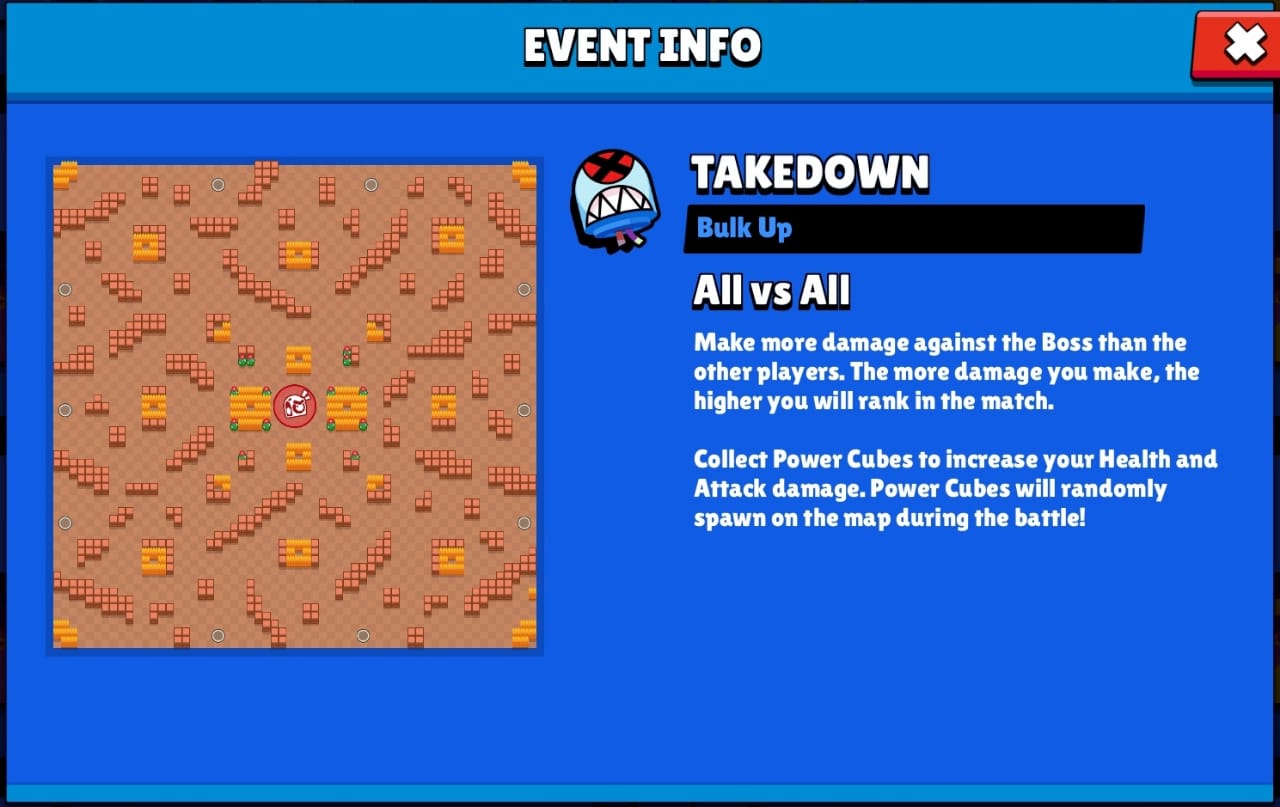 EVENT INFO
TAKEDOWN
Bulk Up
All vs All
Make more damage against the Boss than the
other players. The more damage you make, the
higher you will rank in the match.
Collect Power Cubes to increase your Health and
Attack damage. Power Cubes will randomly
spawn on the map during the battle!